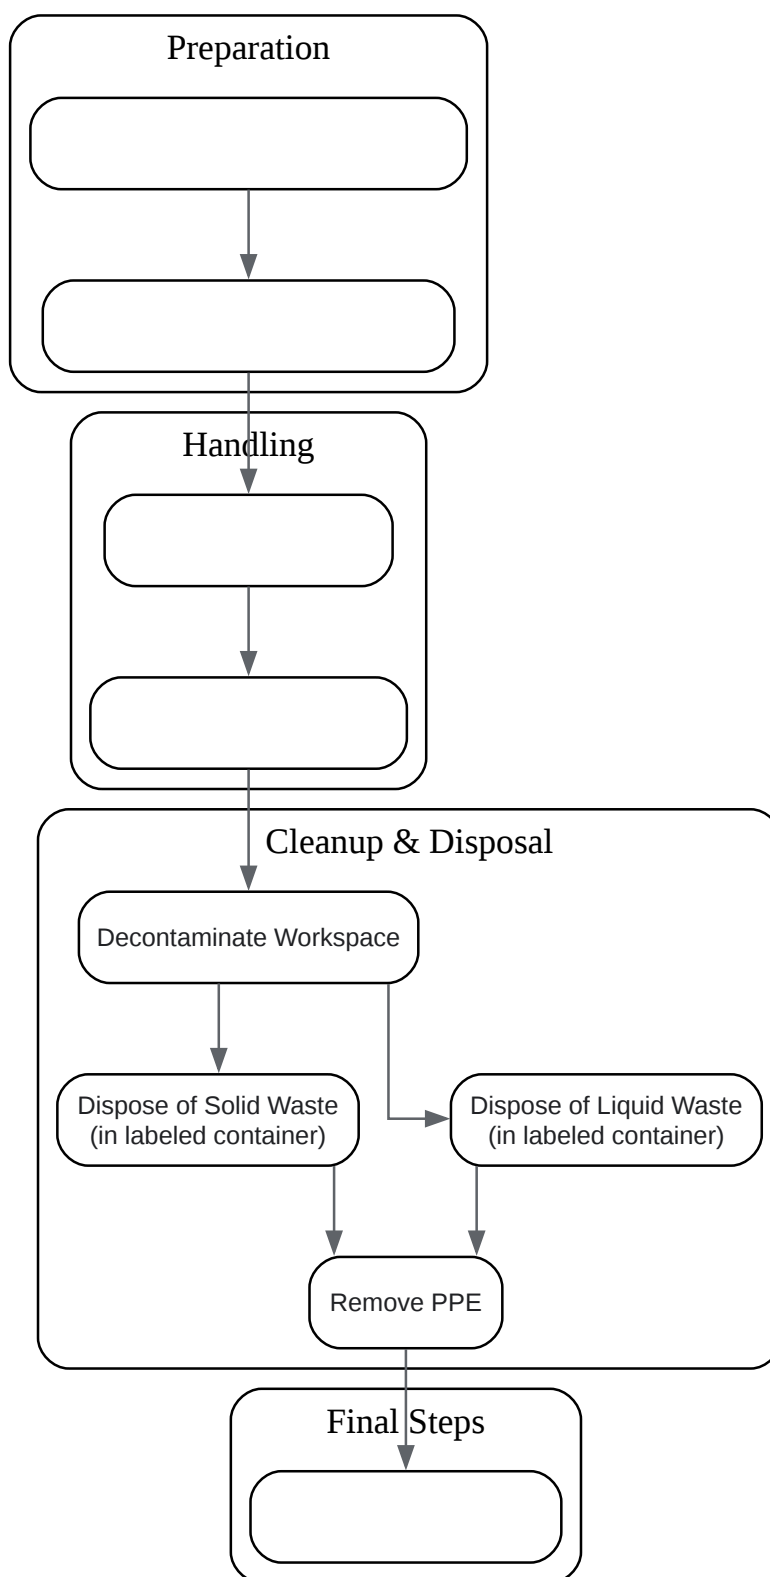 Preparation
Handling
Cleanup & Disposal
Decontaminate Workspace
Dispose of Solid Waste
(in labeled container)
Dispose of Liquid Waste
(in labeled container)
Remove PPE
Final Steps